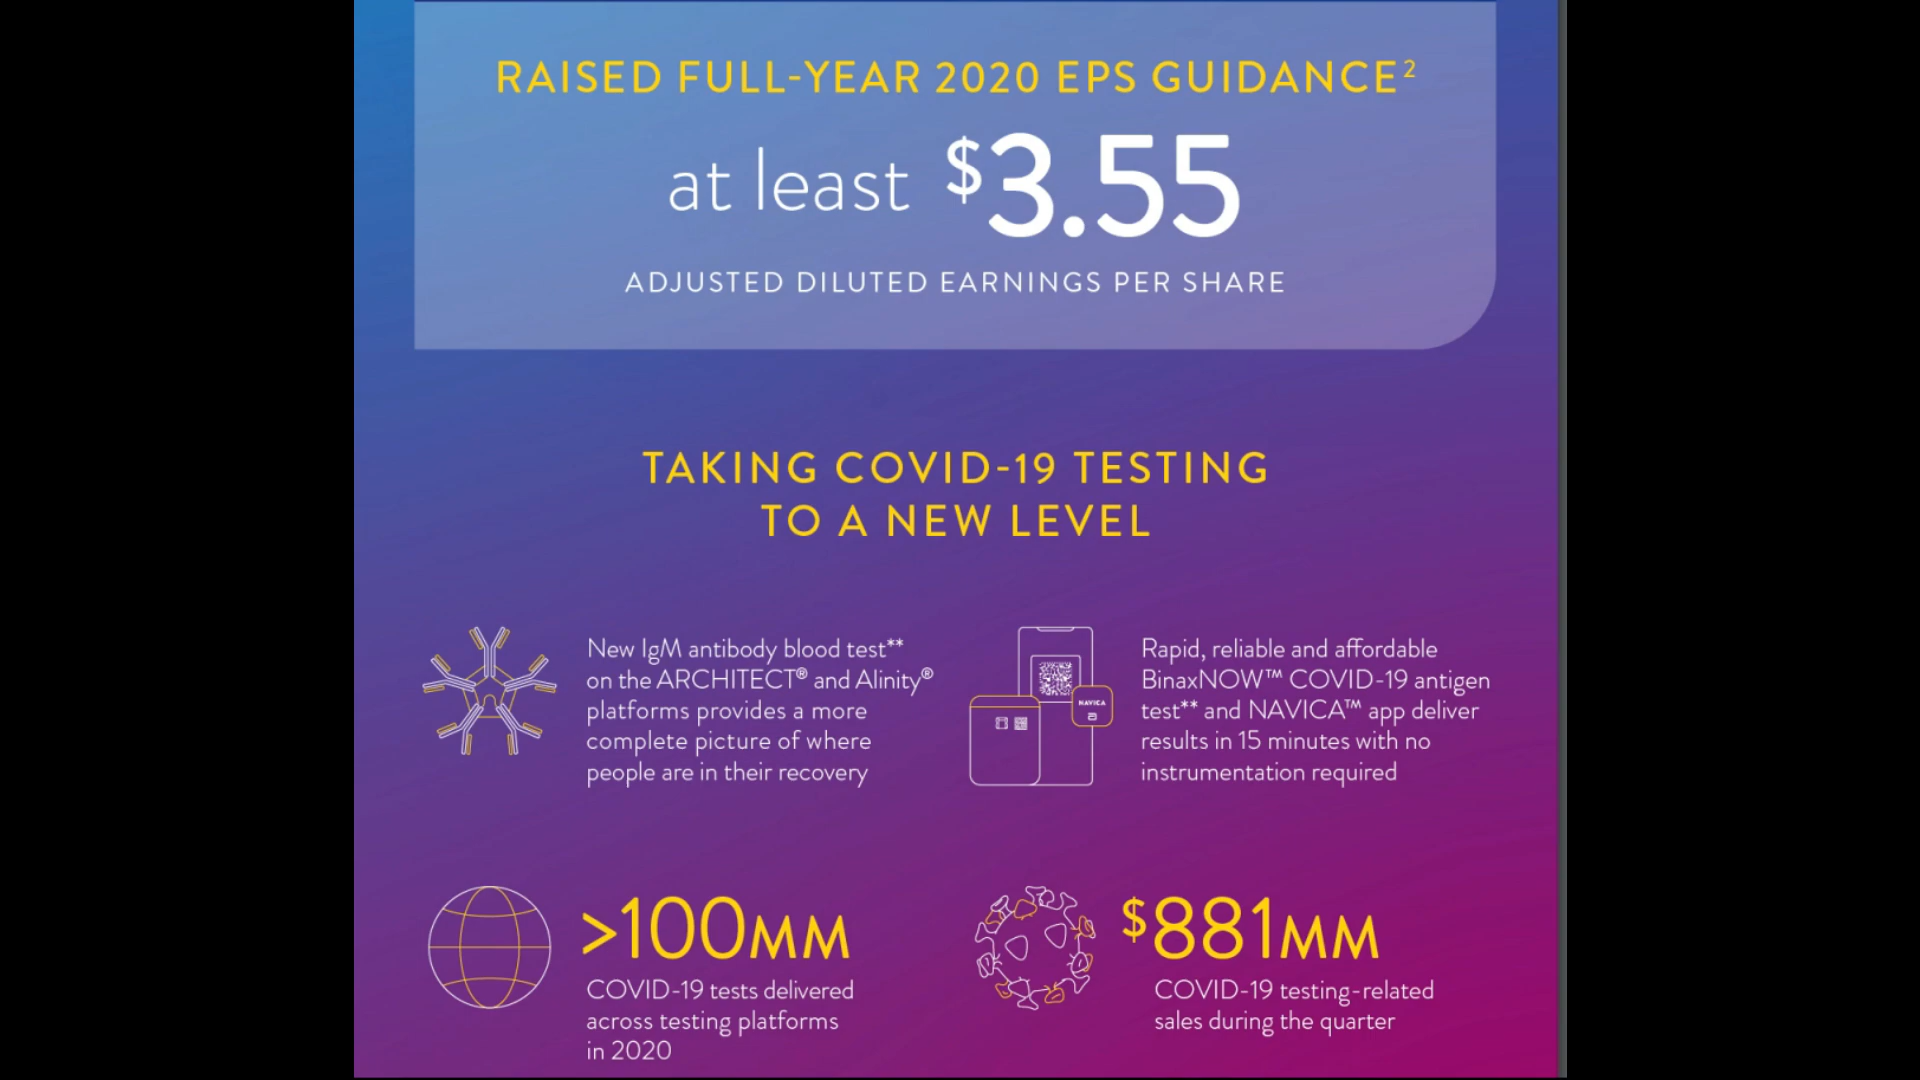 RAISED FULL-YEAR 2020 EPS GUIDANCE²
at least $3.55
ADJUSTED DILUTED EARNINGS PER SHARE
TAKING COVID-19 TESTING
TO A NEW LEVEL
New IgM antibody blood test**
on the ARCHITECT® and Alinity®
platforms provides a more
complete picture of where
people are in their recovery
NAVICA
Rapid, reliable and affordable
BinaxNOW™ COVID-19 antigen
test** and NAVICA™ app deliver
results in 15 minutes with no
instrumentation required
>100MM
COVID-19 tests delivered
across testing platforms
in 2020
$881MM
COVID-19 testing-related
sales during the quarter